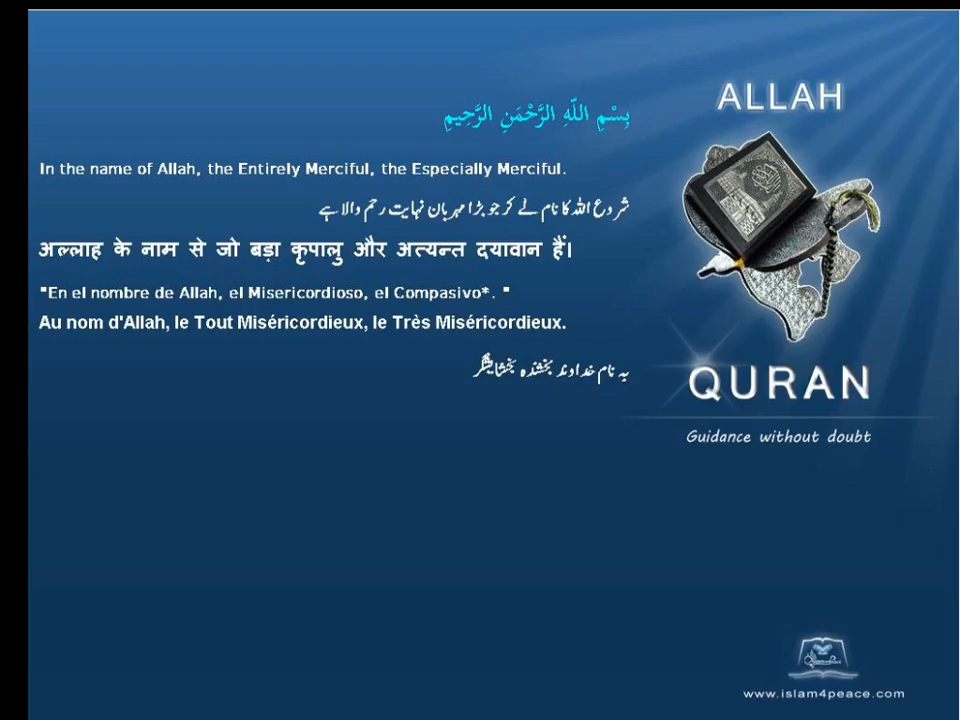 بِسْمِ اللَّهِ الرَّحْمَنِ الرَّحِيمِ
In the name of Allah, the Entirely Merciful, the Especially Merciful.
شروع الله کا نام لے کر جو بڑا مہربان نہایت رحم والا ہے
अल्लाह के नाम से जो बड़ा कृपालु और अत्यन्त दयावान हैं।
"En el nombre de Allah, el Misericordioso, el Compasivo*. "
Au nom d'Allah, le Tout Miséricordieux, le Très Miséricordieux.
به نام خداوند بخشنده بخشایشگر
ALLAH
QURAN
Guidance without doubt
www.islam4peace.com